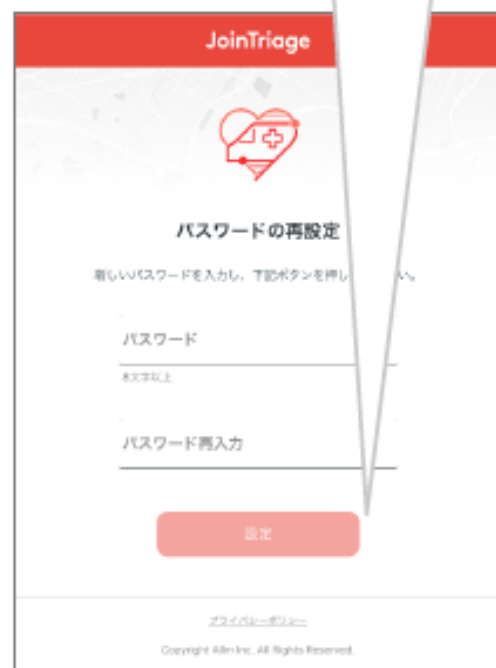 JoinTriage
パスワードの再設定
新しいパスワードを入力し、下記ボタンを押し い。
パスワード
8文字以上
パスワード再入力
設定
プライバシーポリシー
Copyright Allm Inc. All Rights Reserved.